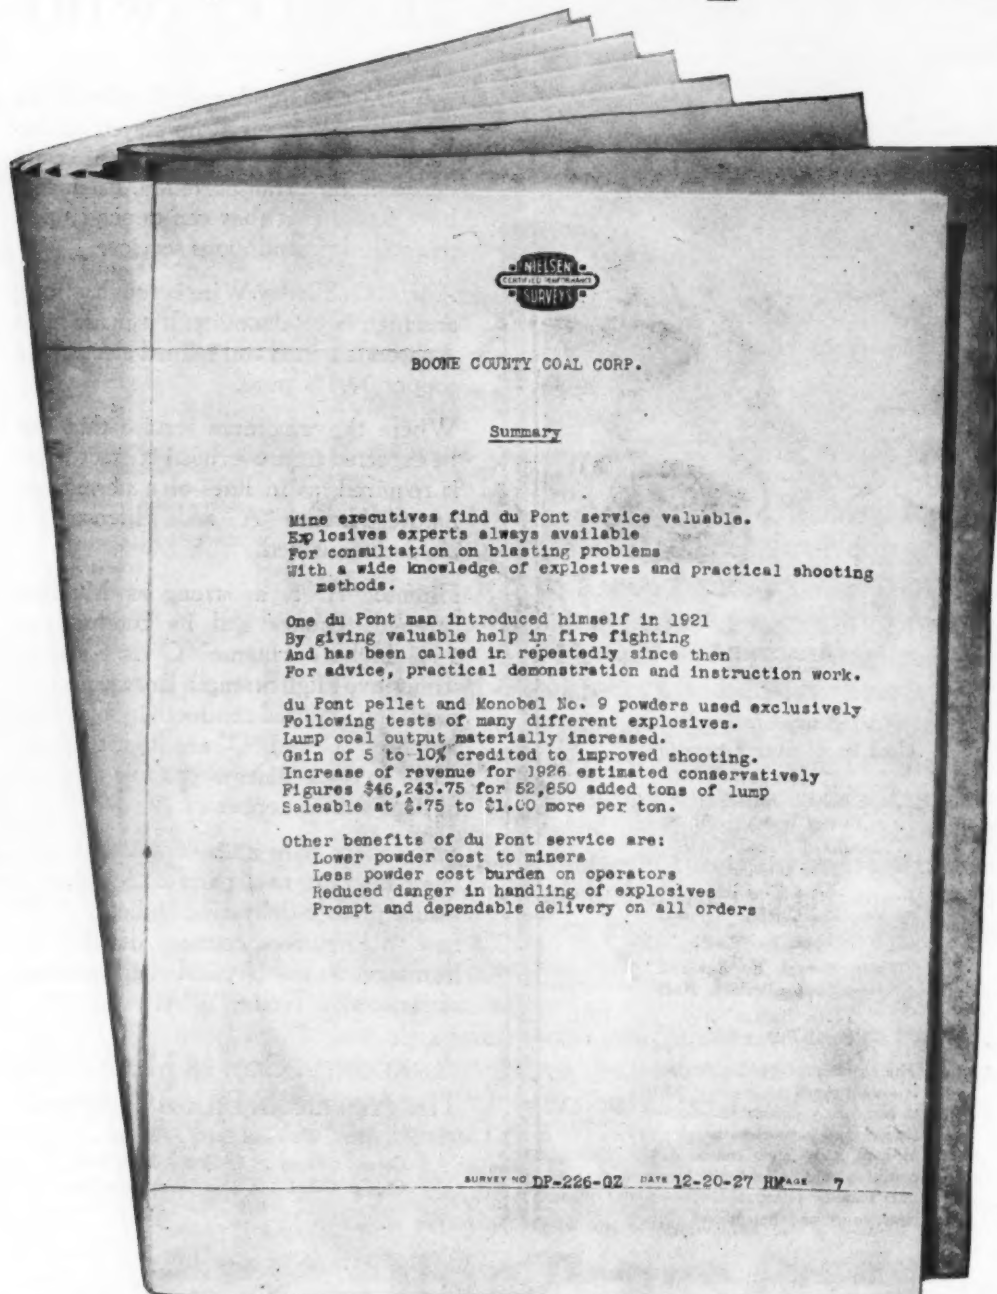 NIELSEN
CERTIFIED PERFORMANCE
SURVEYS
BOONE COUNTY COAL CORP.
Summary
Mine executives find du Pont service valuable.
Explosives experts always available
For consultation on blasting problems
With a wide knowledge of explosives and practical shooting
methods.
One du Pont man introduced himself in 1921
By giving valuable help in fire fighting
And has been called in repeatedly since then
For advice, practical demonstration and instruction work.
du Pont pellet and Monobel No. 9 powders used exclusively
Following tests of many different explosives.
Lump coal output materially increased.
Gain of 5 to 10% credited to improved shooting.
Increase of revenue for 1926 estimated conservatively
Figures $46,243.75 for 52,850 added tons of lump
Saleable at $.75 to $1.00 more per ton.
Other benefits of du Pont service are:
Lower powder cost to miners
Less powder cost burden on operators
Reduced danger in handling of explosives
Prompt and dependable delivery on all orders
SURVEY NO DP-226-GZ DATE 12-20-27 HM PAGE 7